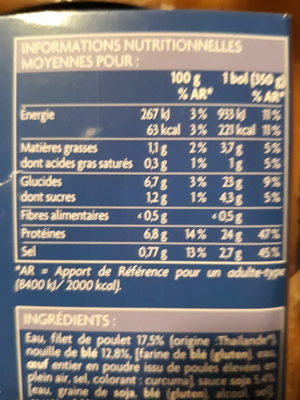 INFORMATIONS NUTRITIONNELLES
MOYENNES POUR :
100 g 1 bol (350 g)
% AR* % AR*
Énergie 267 kJ 3% 933 kJ 11%
63 kcal 3% 221 kcal 11%
Matières grasses 1,1 g 2% 3,7 g 5%
dont acides gras saturés 0,3 g 1% 1 g 5%
Glucides 6,7 g 3% 23 g 9%
dont sucres 1,2 g 1% 4,3 g 5%
Fibres alimentaires <0,5 g <0,5 g
Protéines 6,8 g 14% 24 g 47%
Sel 0,77 g 13% 2,7 g 45%
*AR = Apport de Référence pour un adulte-type
(8400 kJ/ 2000 kcal).
INGRÉDIENTS :
Eau, filet de poulet 17,5% (origine :Thaïlande*),
nouille de blé 12,8%, [farine de blé (gluten), eau,
œuf entier en poudre issu de poules élevées en
plein air, sel, colorant : curcuma], sauce soja 5,4%
[eau, graine de soja, blé (gluten), alcool, sel],